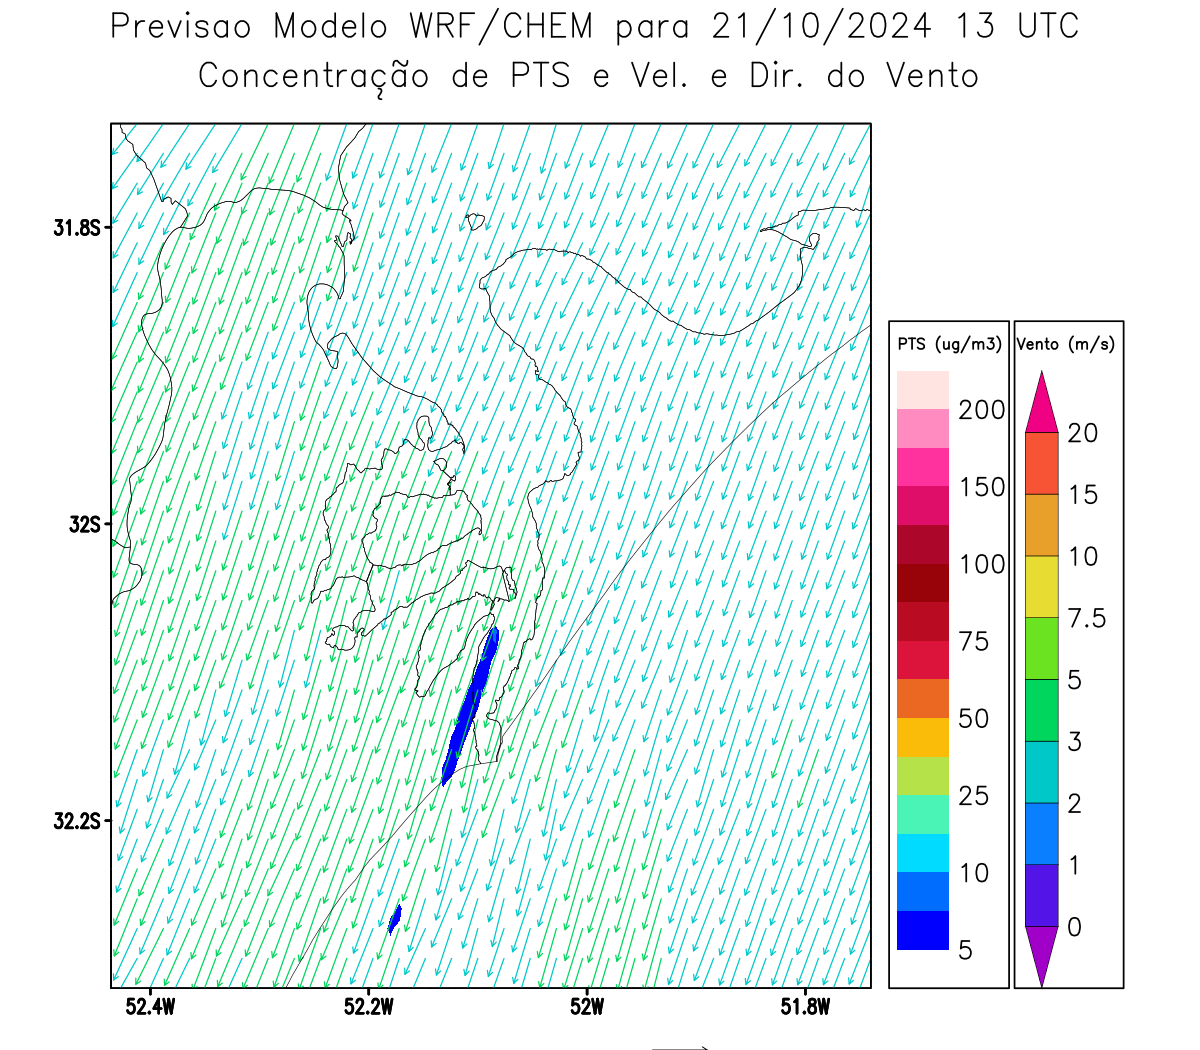 Previsao Modelo WRF/CHEM para 21/10/2024 13 UTC
Concentração de PTS e Vel. e Dir. do Vento
31.8S
32S
32.2S
52.4W 52.2W 52W 51.8W
PTS (ug/m3)
200
150
100
75
50
25
10
5
Vento (m/s)
20
15
10
7.5
5
3
2
1
0